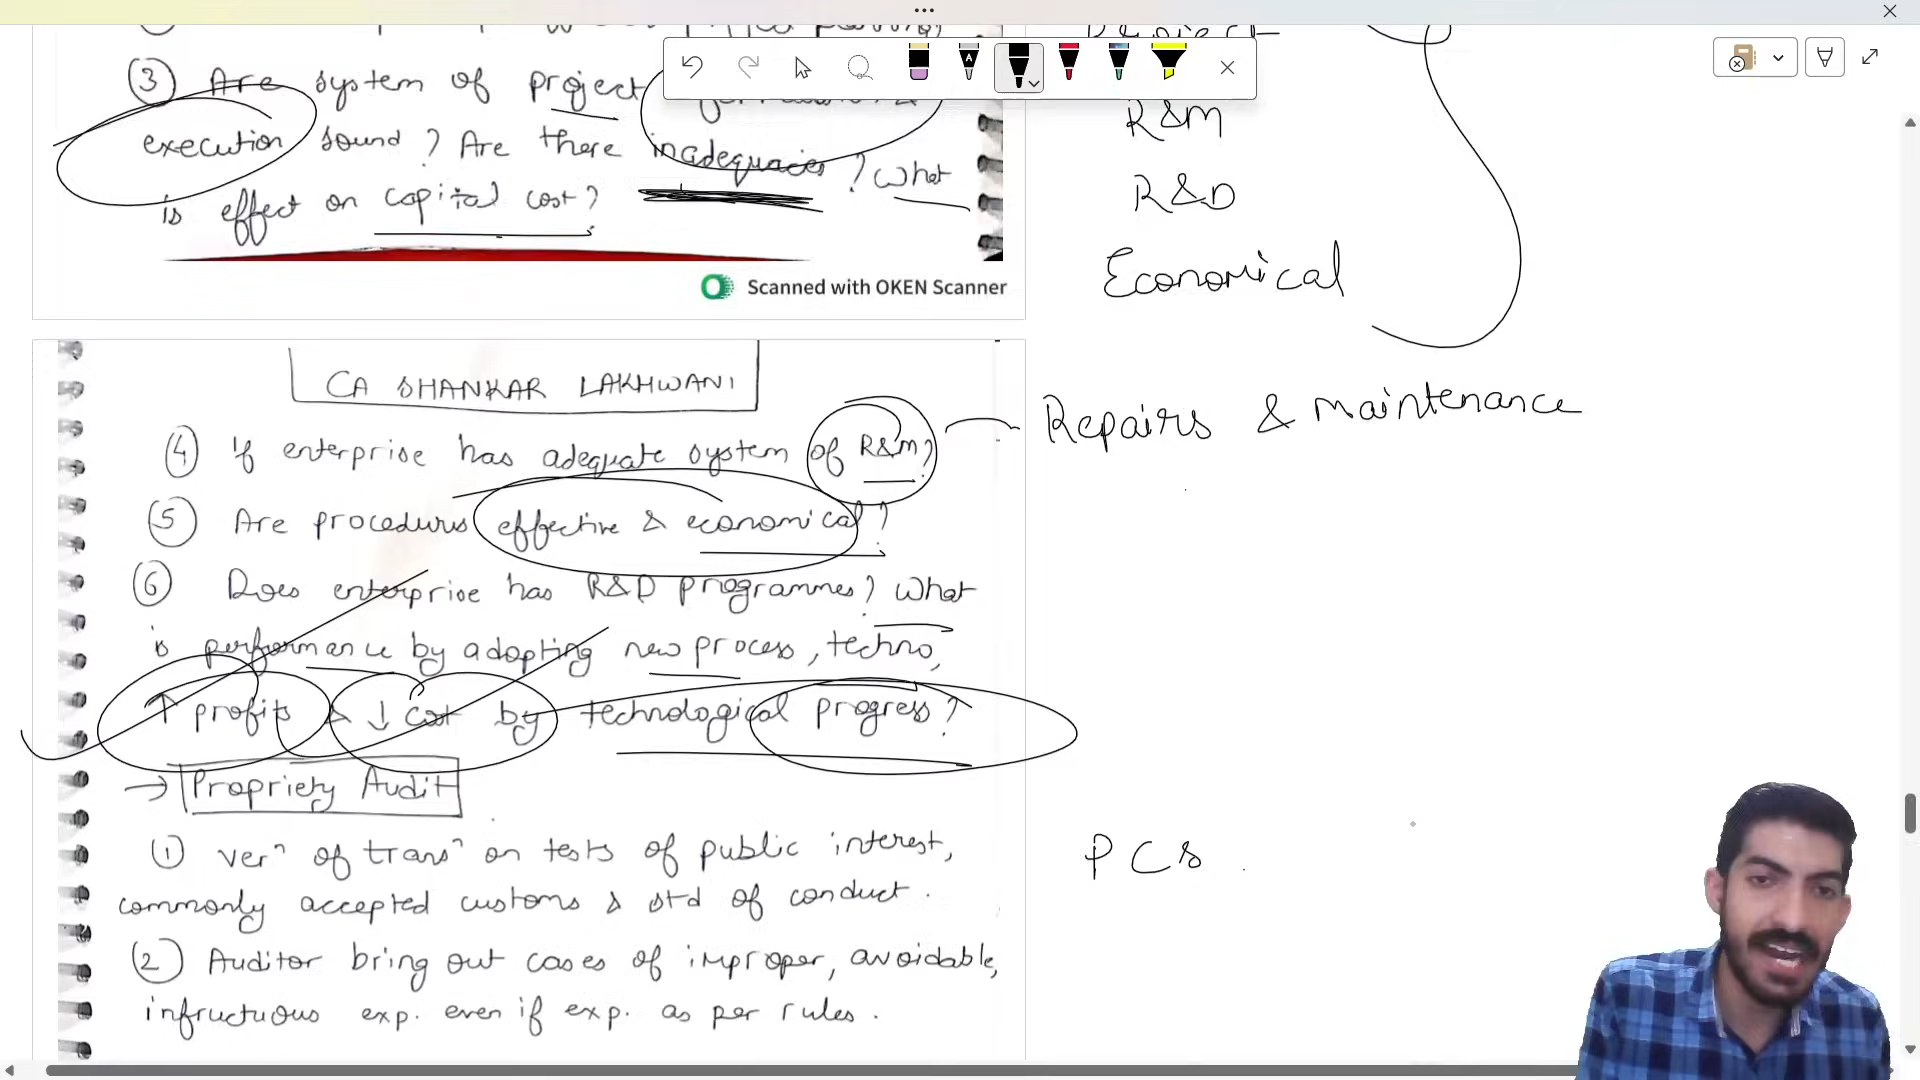 ③ Are system of project
execution sound? Are there inadequacies? What
is effect on capital cost?
Scanned with OKEN Scanner
CA SHANKAR LAKHWANI
④ If enterprise has adequate system of R&M?
⑤ Are procedures effective & economical?
⑥ Does enterprise has R&D programmes? What
is performance by adopting new process, techno,
↑ profits & ↓ cost by technological progress?
→ Propriety Audit
① verⁿ of transⁿ on tests of public interest,
commonly accepted customs & std of conduct.
② Auditor bring out cases of improper, avoidable,
infructuous exp. even if exp. as per rules.
R&M
R&D
Economical
Repairs & maintenance
PCS